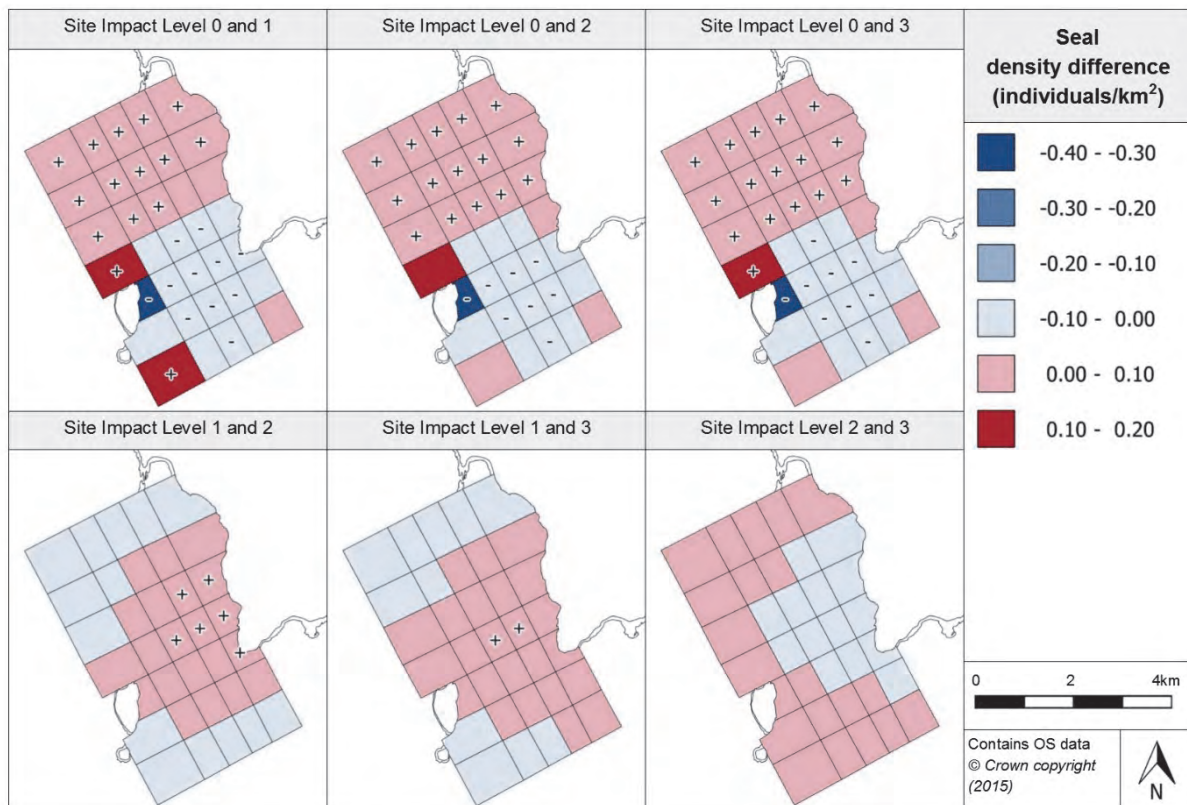 Site Impact Level 0 and 1
Site Impact Level 0 and 2
Site Impact Level 0 and 3
Site Impact Level 1 and 2
Site Impact Level 1 and 3
Site Impact Level 2 and 3
Seal
density difference
(individuals/km²)
-0.40 - -0.30
-0.30 - -0.20
-0.20 - -0.10
-0.10 - 0.00
0.00 - 0.10
0.10 - 0.20
0 2 4km
Contains OS data
© Crown copyright
(2015)
N